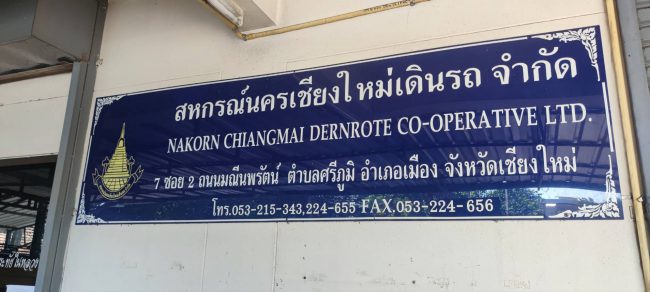 สหกรณ์นครเชียงใหม่เดินรถ จำกัด
NAKORN CHIANGMAI DERNROTE CO-OPERATIVE LTD.
7 ซอย 2 ถนนมณีนพรัตน์ ตำบลศรีภูมิ อำเภอเมือง จังหวัดเชียงใหม่
โทร.053-215-343,224-655 FAX.053-224-656